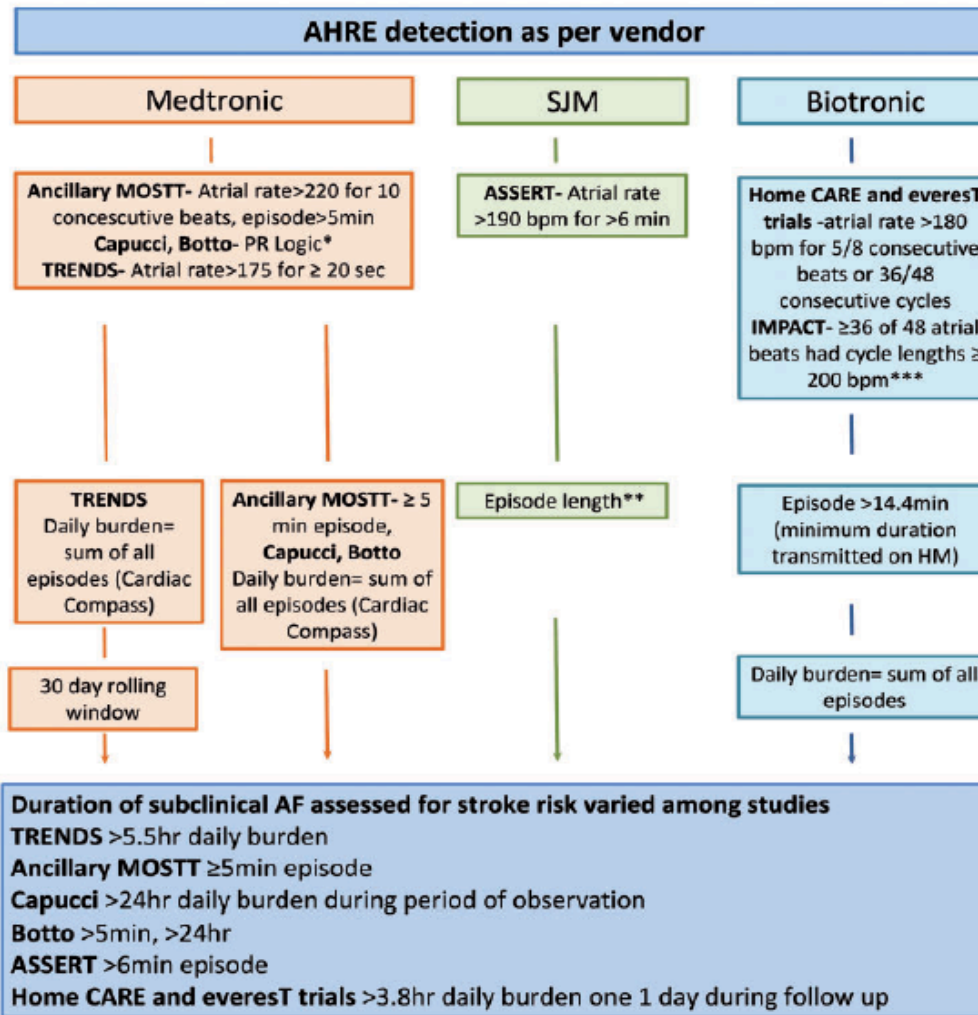 AHRE detection as per vendor
Medtronic
Ancillary MOSTT- Atrial rate>220 for 10
concescutive beats, episode>5min
Capucci, Botto- PR Logic*
TRENDS- Atrial rate>175 for ≥ 20 sec
TRENDS
Daily burden=
sum of all
episodes (Cardiac
Compass)
30 day rolling
window
Ancillary MOSTT- ≥ 5
min episode,
Capucci, Botto
Daily burden= sum of
all episodes (Cardiac
Compass)
SJM
ASSERT- Atrial rate
>190 bpm for >6 min
Episode length**
Biotronic
Home CARE and everesT
trials -atrial rate >180
bpm for 5/8 consecutive
beats or 36/48
consecutive cycles
IMPACT- ≥36 of 48 atrial
beats had cycle lengths ≥
200 bpm***
Episode >14.4min
(minimum duration
transmitted on HM)
Daily burden= sum of all
episodes
Duration of subclinical AF assessed for stroke risk varied among studies
TRENDS >5.5hr daily burden
Ancillary MOSTT ≥5min episode
Capucci >24hr daily burden during period of observation
Botto >5min, >24hr
ASSERT >6min episode
Home CARE and everesT trials >3.8hr daily burden one 1 day during follow up